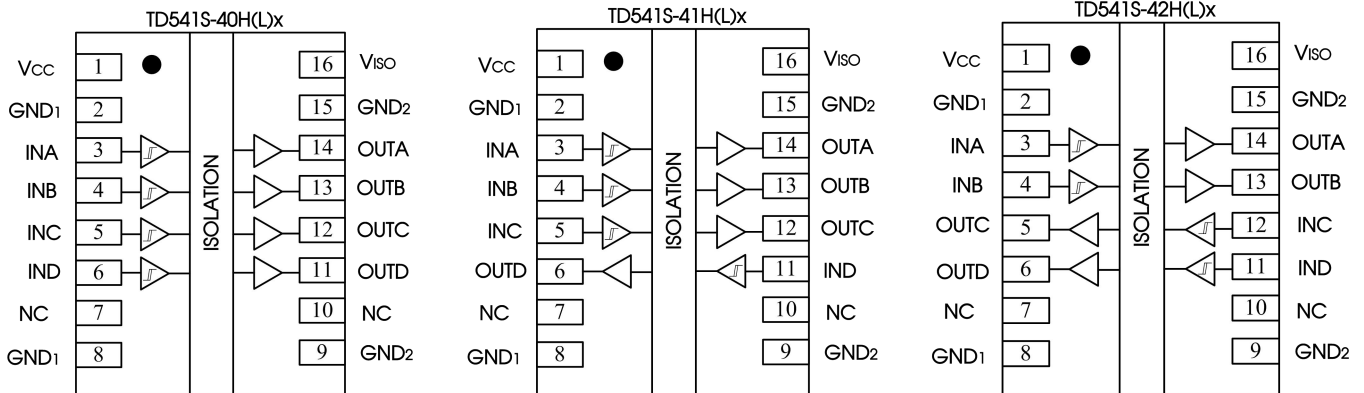 TD541S-40H(L)x
VCC 1 16 VISO
GND1 2 15 GND2
INA 3 14 OUTA
INB 4 13 OUTB
INC 5 12 OUTC
IND 6 11 OUTD
NC 7 10 NC
GND1 8 9 GND2
ISOLATION
TD541S-41H(L)x
VCC 1 16 VISO
GND1 2 15 GND2
INA 3 14 OUTA
INB 4 13 OUTB
INC 5 12 OUTC
OUTD 6 11 IND
NC 7 10 NC
GND1 8 9 GND2
ISOLATION
TD541S-42H(L)x
VCC 1 16 VISO
GND1 2 15 GND2
INA 3 14 OUTA
INB 4 13 OUTB
OUTC 5 12 INC
OUTD 6 11 IND
NC 7 10 NC
GND1 8 9 GND2
ISOLATION